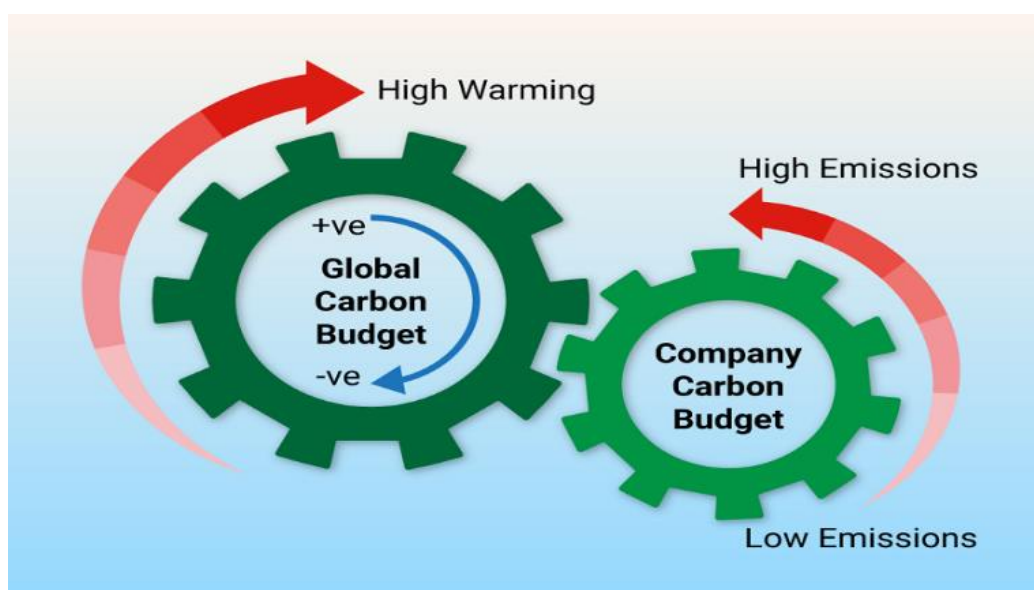 High Warming
+ve
Global
Carbon
Budget
-ve
High Emissions
Company
Carbon
Budget
Low Emissions